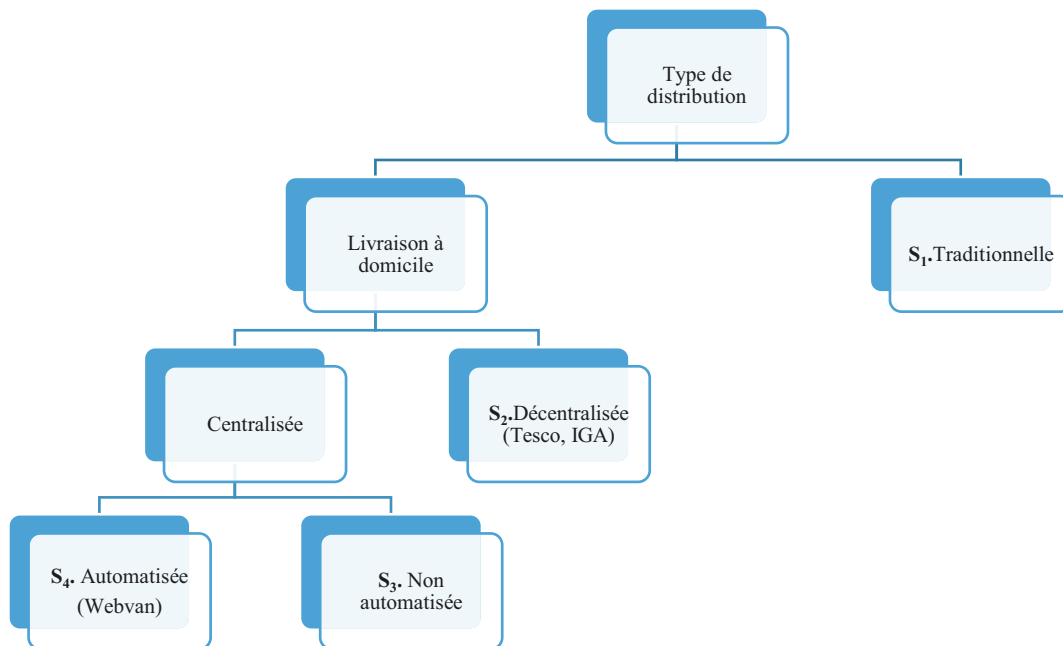 Type de
distribution
Livraison à
domicile
S₁.Traditionnelle
Centralisée
S₂.Décentralisée
(Tesco, IGA)
S₄. Automatisée
(Webvan)
S₃. Non
automatisée